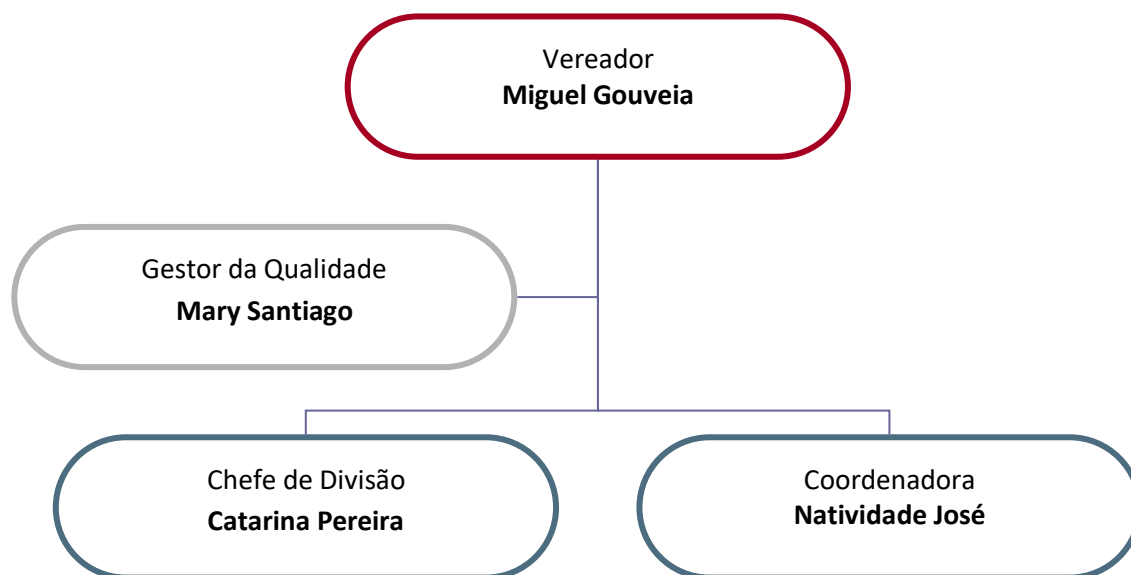 Vereador
Miguel Gouveia
Gestor da Qualidade
Mary Santiago
Chefe de Divisão
Catarina Pereira
Coordenadora
Natividade José